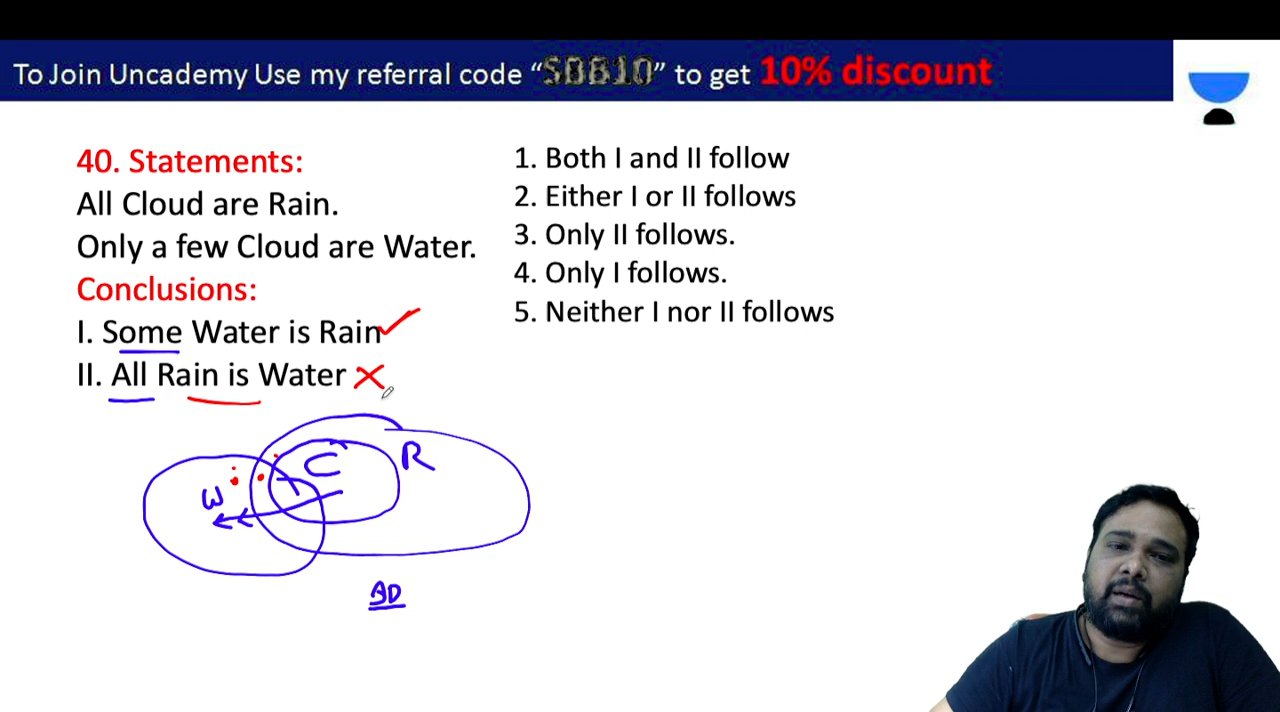 To Join Uncademy Use my referral code “SBB10” to get 10% discount
40. Statements:
All Cloud are Rain.
Only a few Cloud are Water.
Conclusions:
I. Some Water is Rain
II. All Rain is Water
1. Both I and II follow
2. Either I or II follows
3. Only II follows.
4. Only I follows.
5. Neither I nor II follows
C
R
W